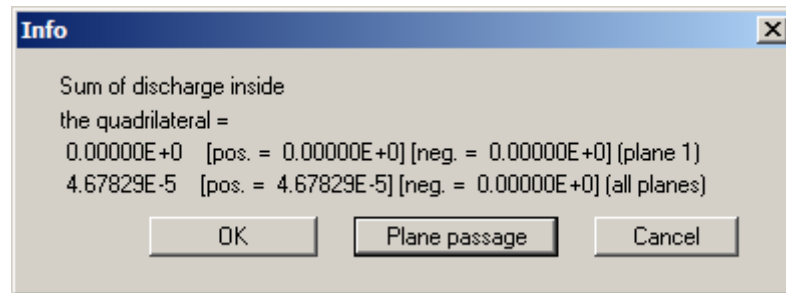 Info
Sum of discharge inside
the quadrilateral =
0.00000E+0 [pos. = 0.00000E+0] [neg. = 0.00000E+0] (plane 1)
4.67829E-5 [pos. = 4.67829E-5] [neg. = 0.00000E+0] (all planes)
OK Plane passage Cancel